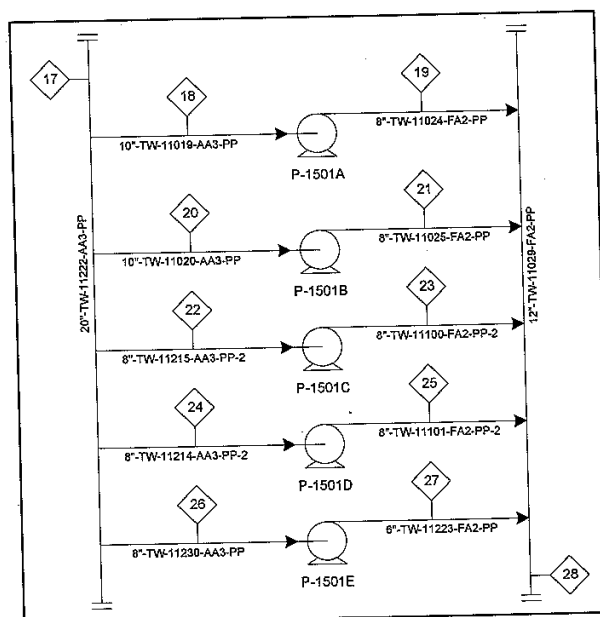 17
18
19
10"-TW-11019-AA3-PP
8"-TW-11024-FA2-PP
P-1501A
20
21
10"-TW-11020-AA3-PP
8"-TW-11025-FA2-PP
P-1501B
20"-TW-11222-AA3-PP
12"-TW-11029-FA2-PP
22
23
8"-TW-11215-AA3-PP-2
8"-TW-11100-FA2-PP-2
P-1501C
24
25
8"-TW-11214-AA3-PP-2
8"-TW-11101-FA2-PP-2
P-1501D
26
27
8"-TW-11230-AA3-PP
6"-TW-11223-FA2-PP
P-1501E
28